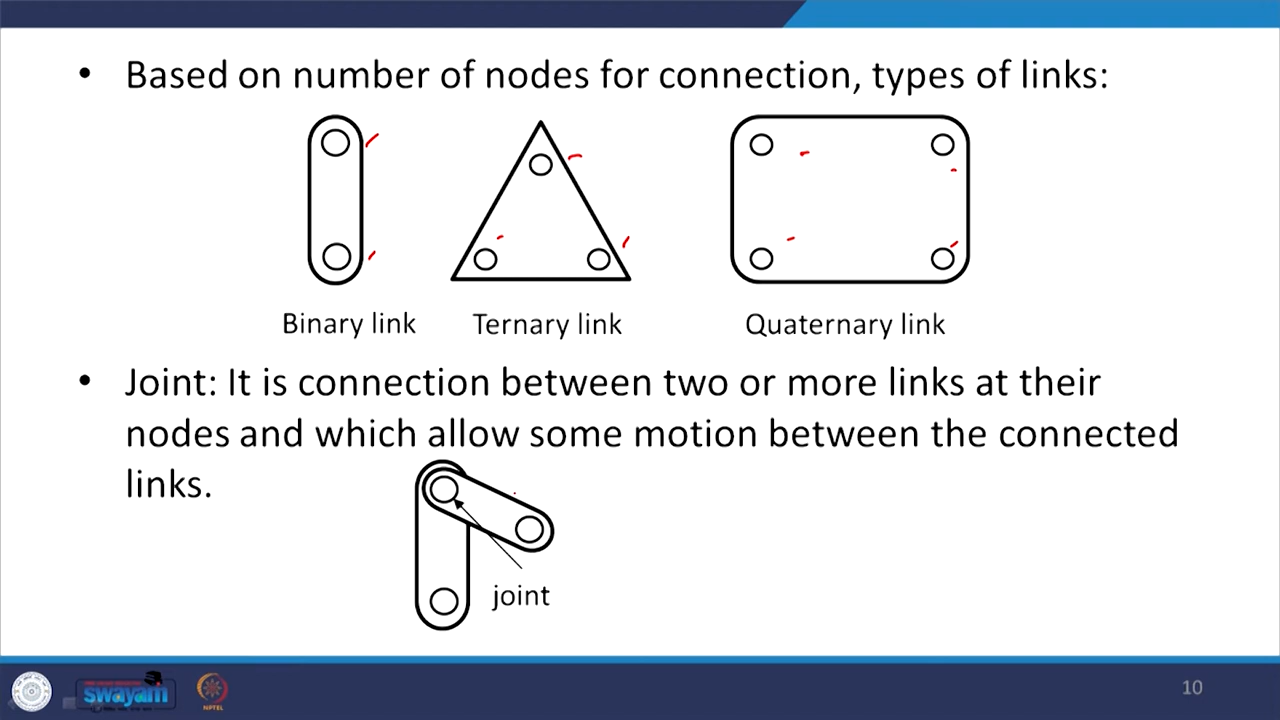 • Based on number of nodes for connection, types of links:
Binary link
Ternary link
Quaternary link
• Joint: It is connection between two or more links at their
nodes and which allow some motion between the connected
links.
joint
swayam
NPTEL
10